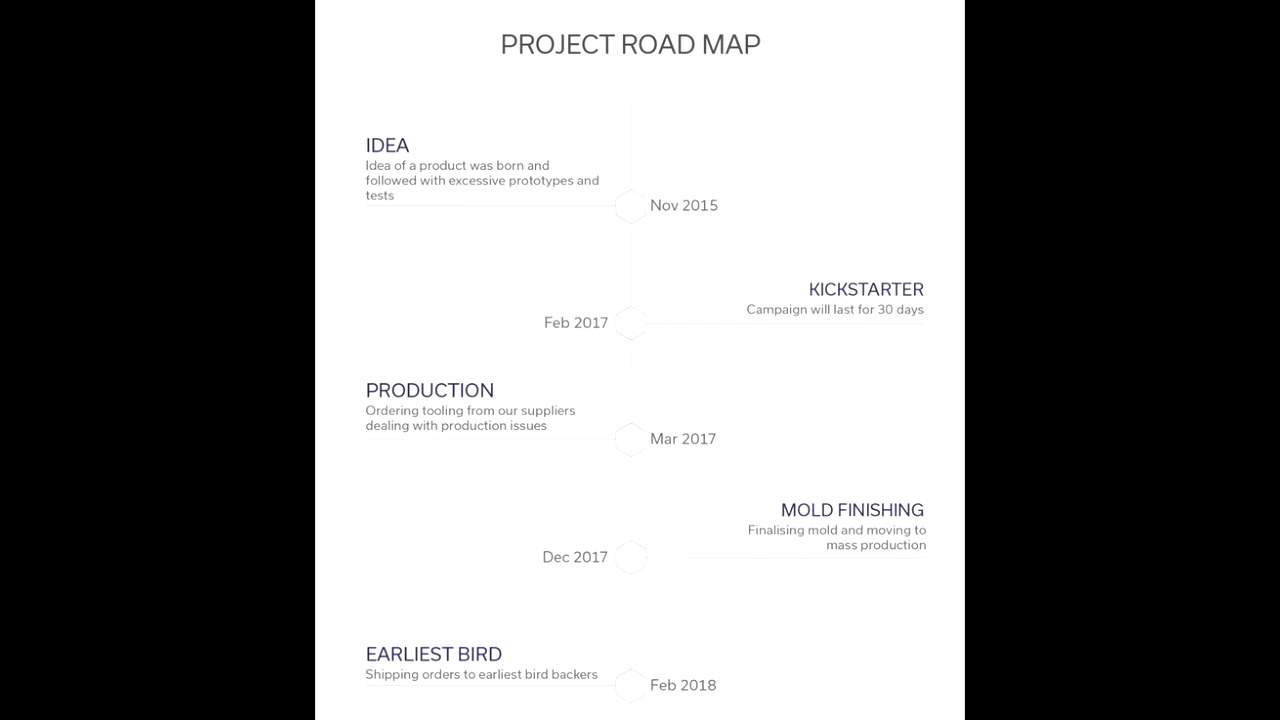 PROJECT ROAD MAP
IDEA
Idea of a product was born and
followed with excessive prototypes and
tests
Nov 2015
KICKSTARTER
Campaign will last for 30 days
Feb 2017
PRODUCTION
Ordering tooling from our suppliers
dealing with production issues
Mar 2017
MOLD FINISHING
Finalising mold and moving to
mass production
Dec 2017
EARLIEST BIRD
Shipping orders to earliest bird backers
Feb 2018